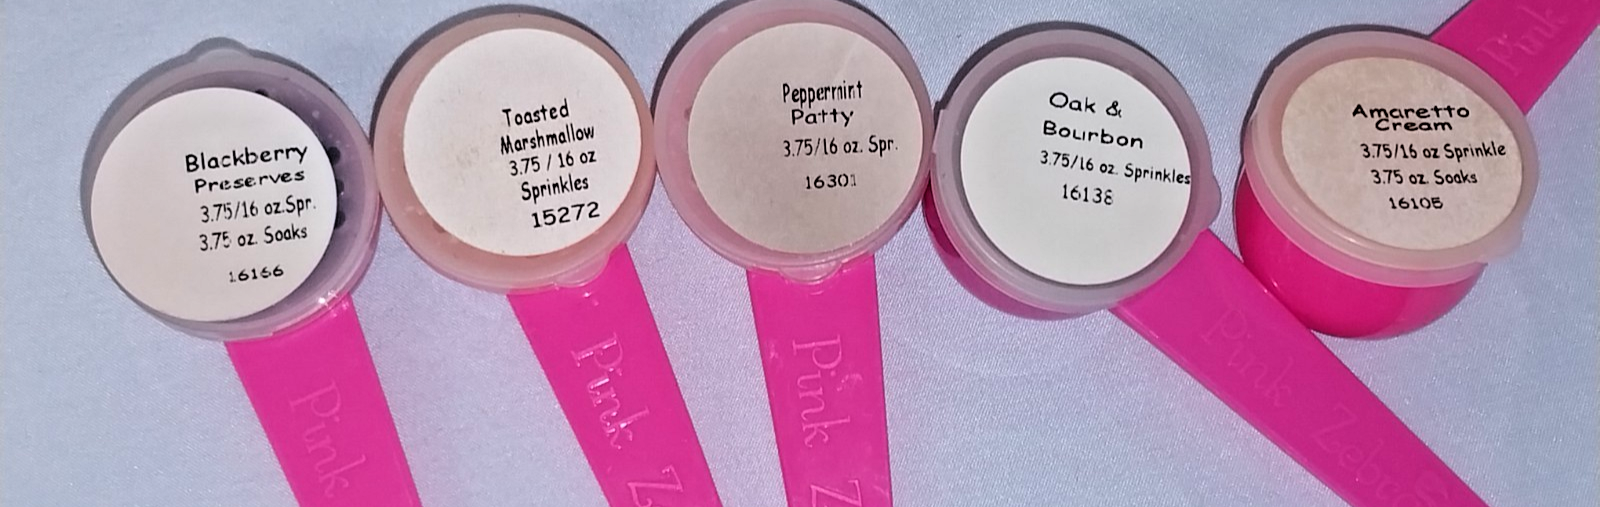 Blackberry
Preserves
3.75/16 oz.Spr.
3.75 oz. Soaks
16166
Toasted
Marshmallow
3.75 / 16 oz
Sprinkles
15272
Peppermint
Patty
3.75/16 oz. Spr.
16301
Oak &
Bourbon
3.75/16 oz. Sprinkles
16138
Amaretto
Cream
3.75/16 oz Sprinkle
3.75 oz. Soaks
16105
Pink
Pink Z
Pink Z
Pink Zebra
Pink